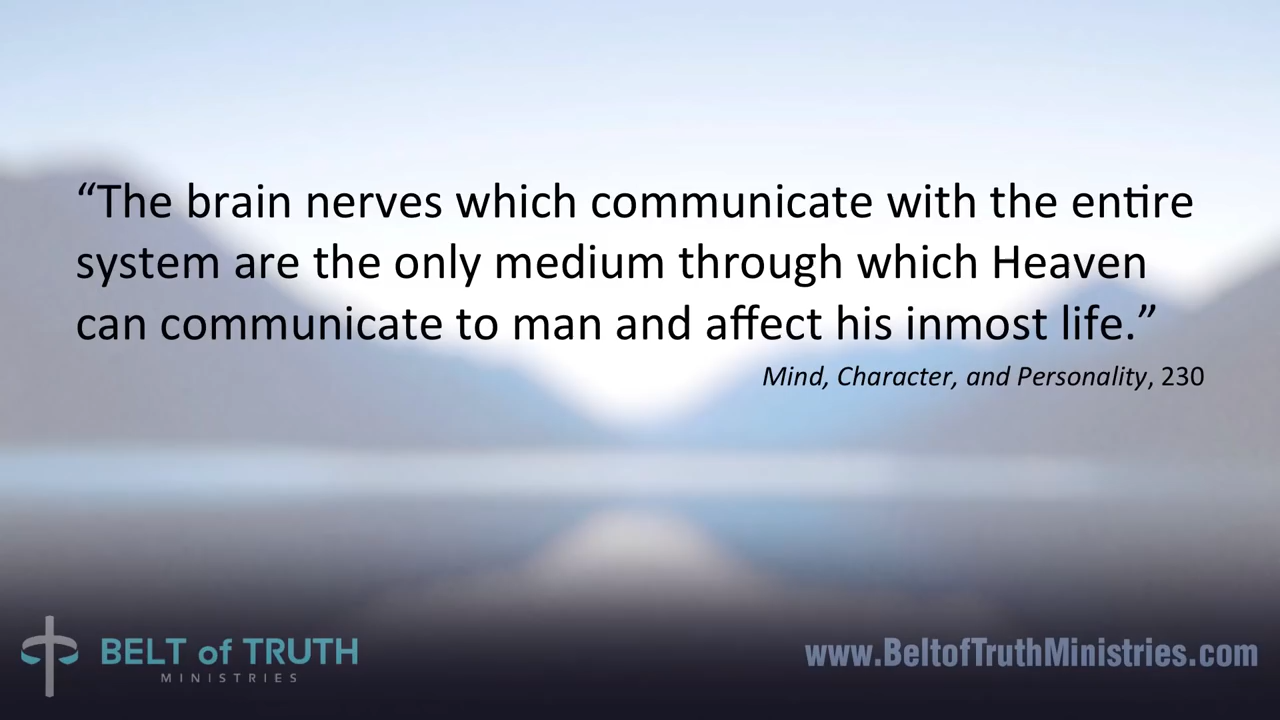 “The brain nerves which communicate with the entire
system are the only medium through which Heaven
can communicate to man and affect his inmost life.”
Mind, Character, and Personality, 230
BELT of TRUTH
MINISTRIES
www.BeltofTruthMinistries.com